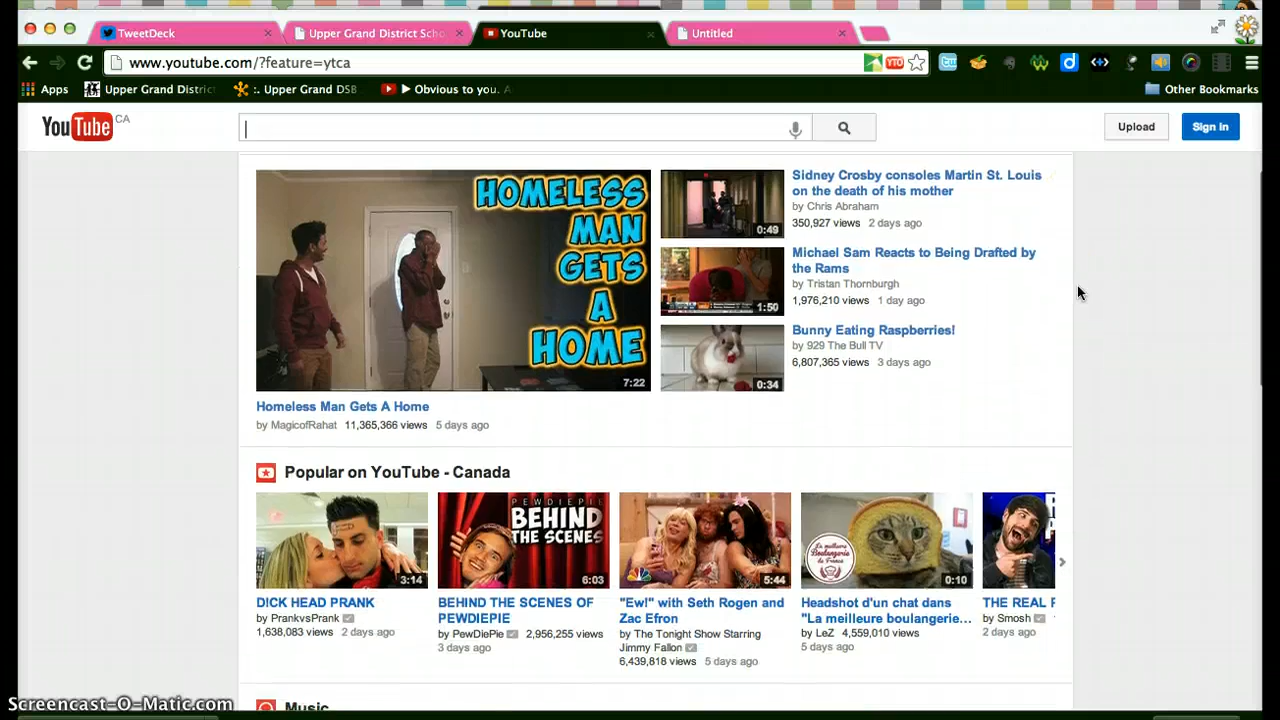 TweetDeck
Upper Grand District Scho
YouTube
Untitled
www.youtube.com/?feature=ytca
YTO
Apps
Upper Grand District
:. Upper Grand DSB
▶ Obvious to you. A
Other Bookmarks
YouTube CA
Upload
Sign In
HOMELESS
MAN
GETS
A
HOME
7:22
Homeless Man Gets A Home
by MagicofRahat 11,365,366 views 5 days ago
0:49
Sidney Crosby consoles Martin St. Louis
on the death of his mother
by Chris Abraham
350,927 views 2 days ago
1:50
Michael Sam Reacts to Being Drafted by
the Rams
by Tristan Thornburgh
1,976,210 views 1 day ago
0:34
Bunny Eating Raspberries!
by 929 The Bull TV
6,807,365 views 3 days ago
Popular on YouTube - Canada
3:14
DICK HEAD PRANK
by PrankvsPrank
1,638,083 views 2 days ago
PEWDIEPIE
BEHIND
THE SCENES
6:03
BEHIND THE SCENES OF
PEWDIEPIE
by PewDiePie 2,956,255 views
3 days ago
5:44
"Ew!" with Seth Rogen and
Zac Efron
by The Tonight Show Starring
Jimmy Fallon
6,439,818 views 5 days ago
La meilleure
Boulangerie
de France
0:10
Headshot d'un chat dans
"La meilleure boulangerie...
by LeZ 4,559,010 views
5 days ago
THE REAL
by Smosh
2 days ago
Music
Screencast-O-Matic.com